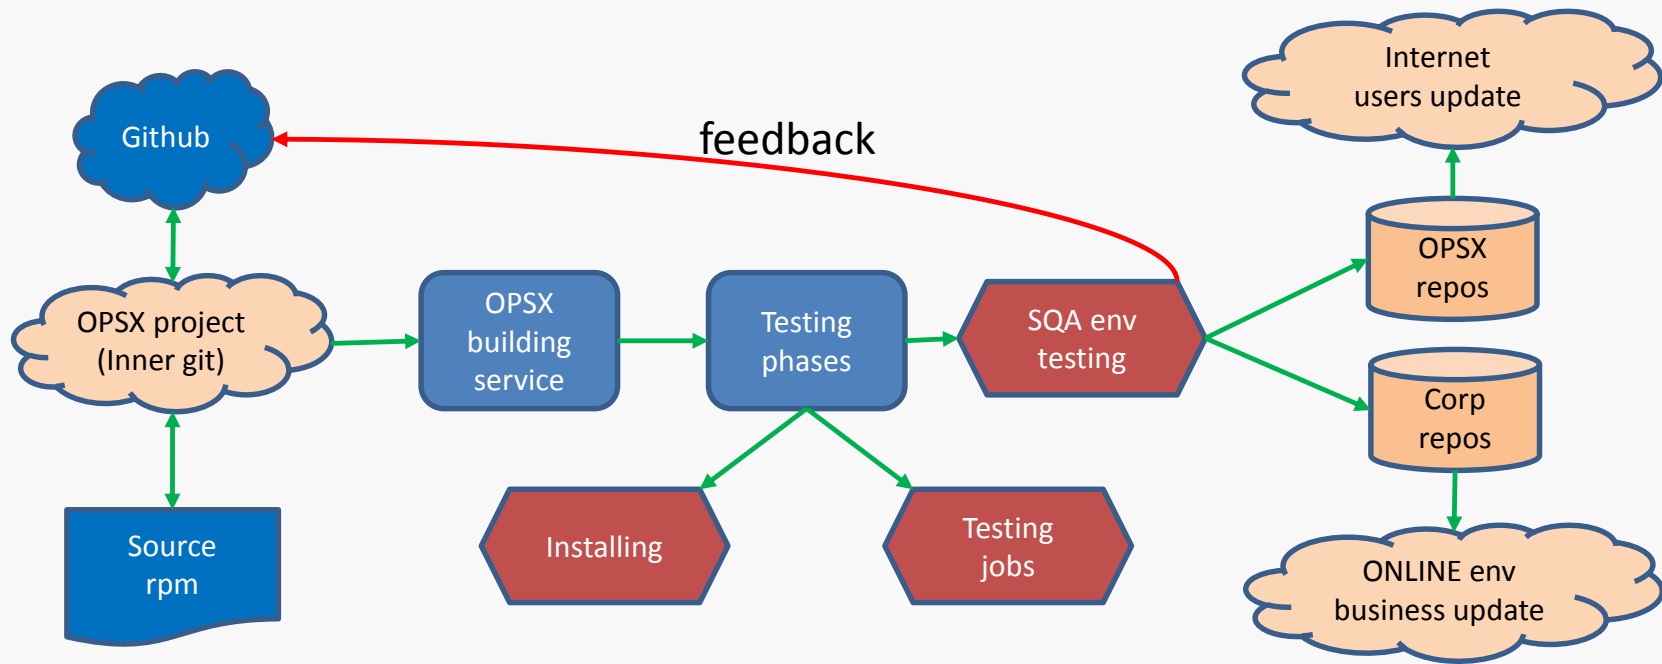 Github
feedback
Internet
users update
OPSX project
(Inner git)
OPSX
building
service
Testing
phases
SQA env
testing
OPSX
repos
Corp
repos
Source
rpm
Installing
Testing
jobs
ONLINE env
business update